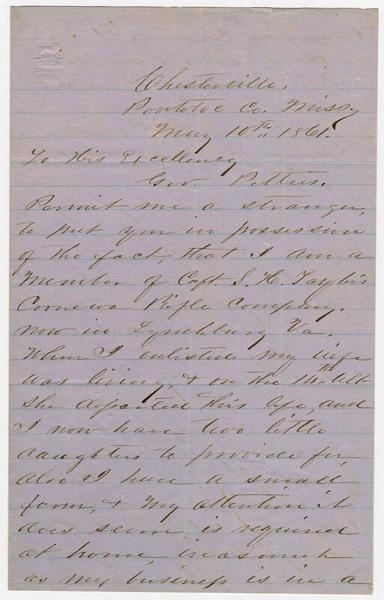 Chesterville,
Pontotoc Co. Missi
May 10th 1861.
To His Excellency
Gov. Pettus.
Permit me a stranger,
to put you in possession
of the fact, that I am a
Member of Capt. J. H. Taylor's
Rifle Company.
now in Lynchburg Va.
When I enlisted my wife
was living, & on the ult
she departed this life, and
I now have two little
daughters to provide for,
also I have a small
farm, & my attention it
does seem is required
at home, inasmuch
as my business is in a